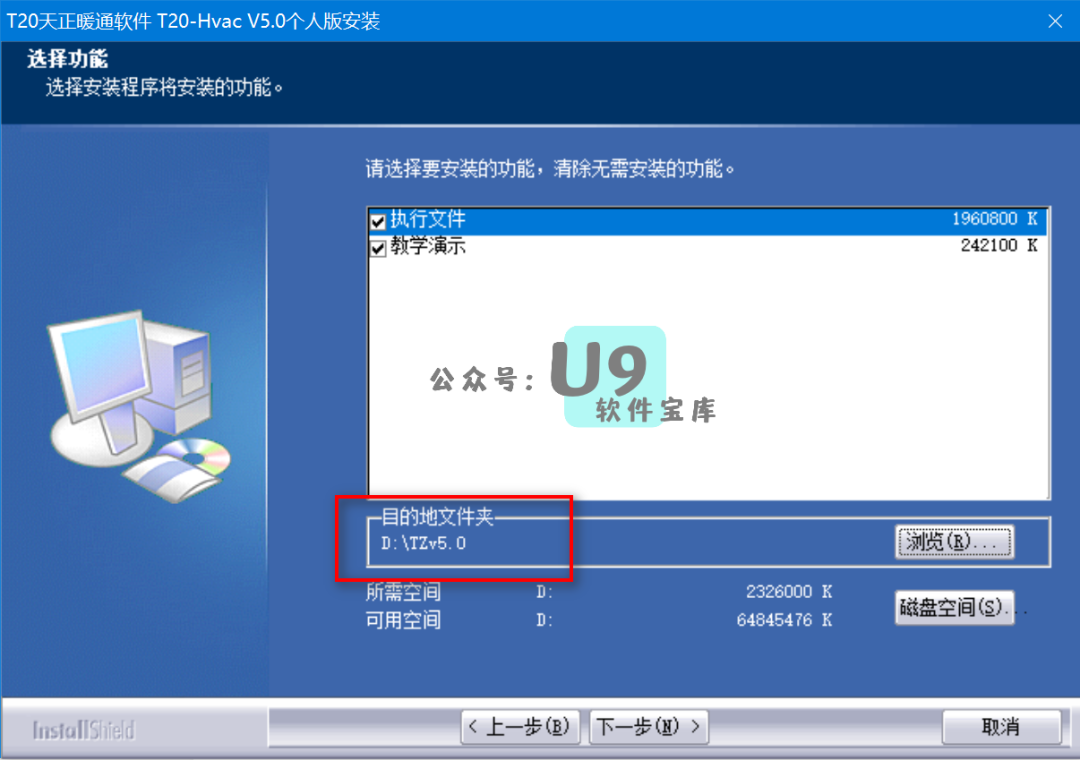 T20天正暖通软件 T20-Hvac V5.0个人版安装
选择功能
选择安装程序将安装的功能。
请选择要安装的功能，清除无需安装的功能。
执行文件 1960800 K
教学演示 242100 K
公众号: U9
软件宝库
目的地文件夹
D:\TZv5.0
浏览(R)...
所需空间 D: 2326000 K
可用空间 D: 64845476 K
磁盘空间(S)...
InstallShield
< 上一步(B) 下一步(N) > 取消